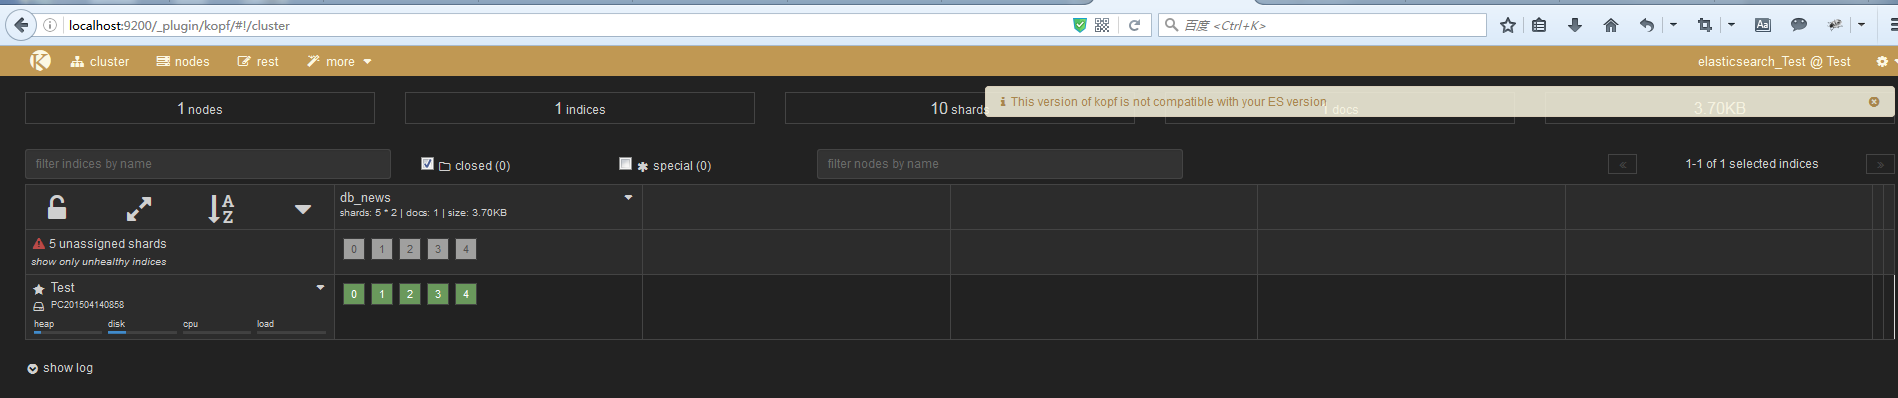 localhost:9200/_plugin/kopf/#!/cluster
百度 <Ctrl+K>
cluster nodes rest more elasticsearch_Test @ Test
This version of kopf is not compatible with your ES version
1 nodes 1 indices 10 shards docs 3.70KB
filter indices by name closed (0) special (0) filter nodes by name « 1-1 of 1 selected indices »
A Z
db_news
shards: 5 * 2 | docs: 1 | size: 3.70KB
5 unassigned shards
show only unhealthy indices
0 1 2 3 4
Test
PC201504140858
heap disk cpu load
0 1 2 3 4
show log